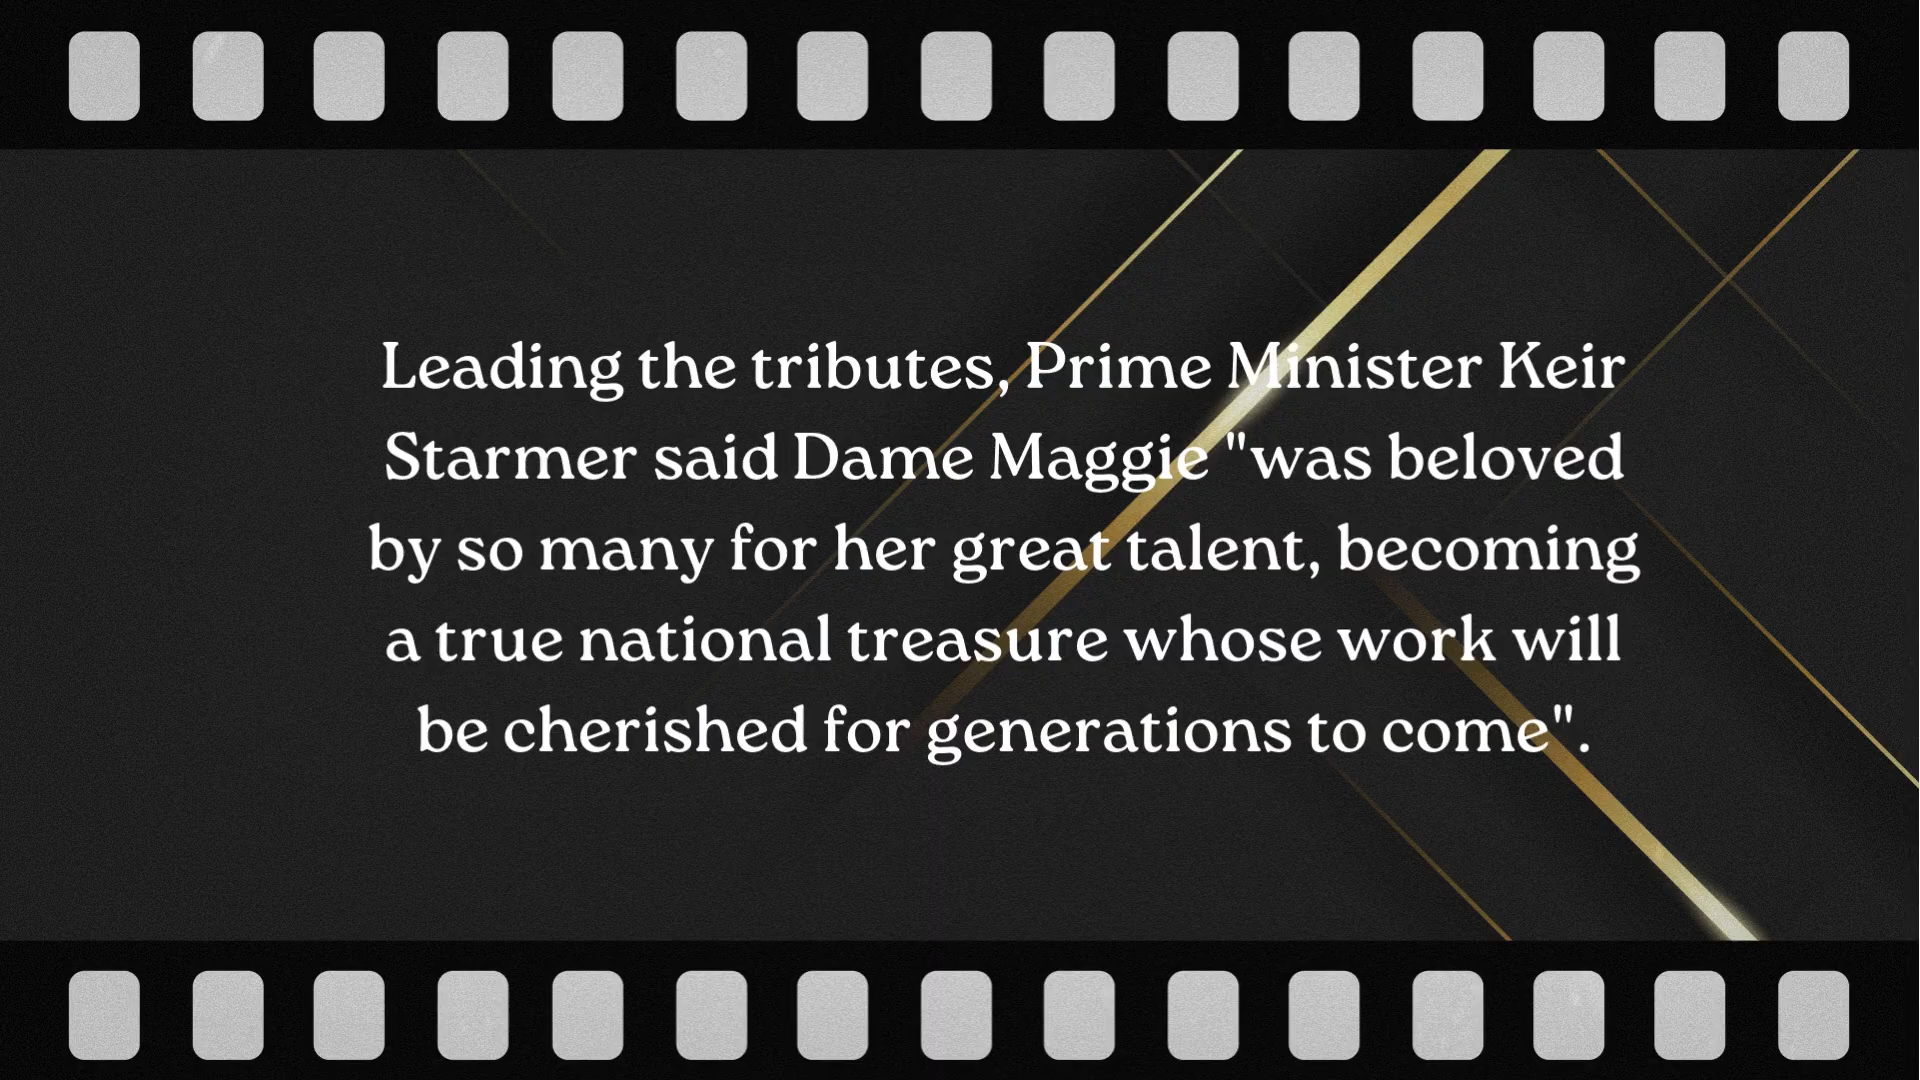 Leading the tributes, Prime Minister Keir
Starmer said Dame Maggie "was beloved
by so many for her great talent, becoming
a true national treasure whose work will
be cherished for generations to come".